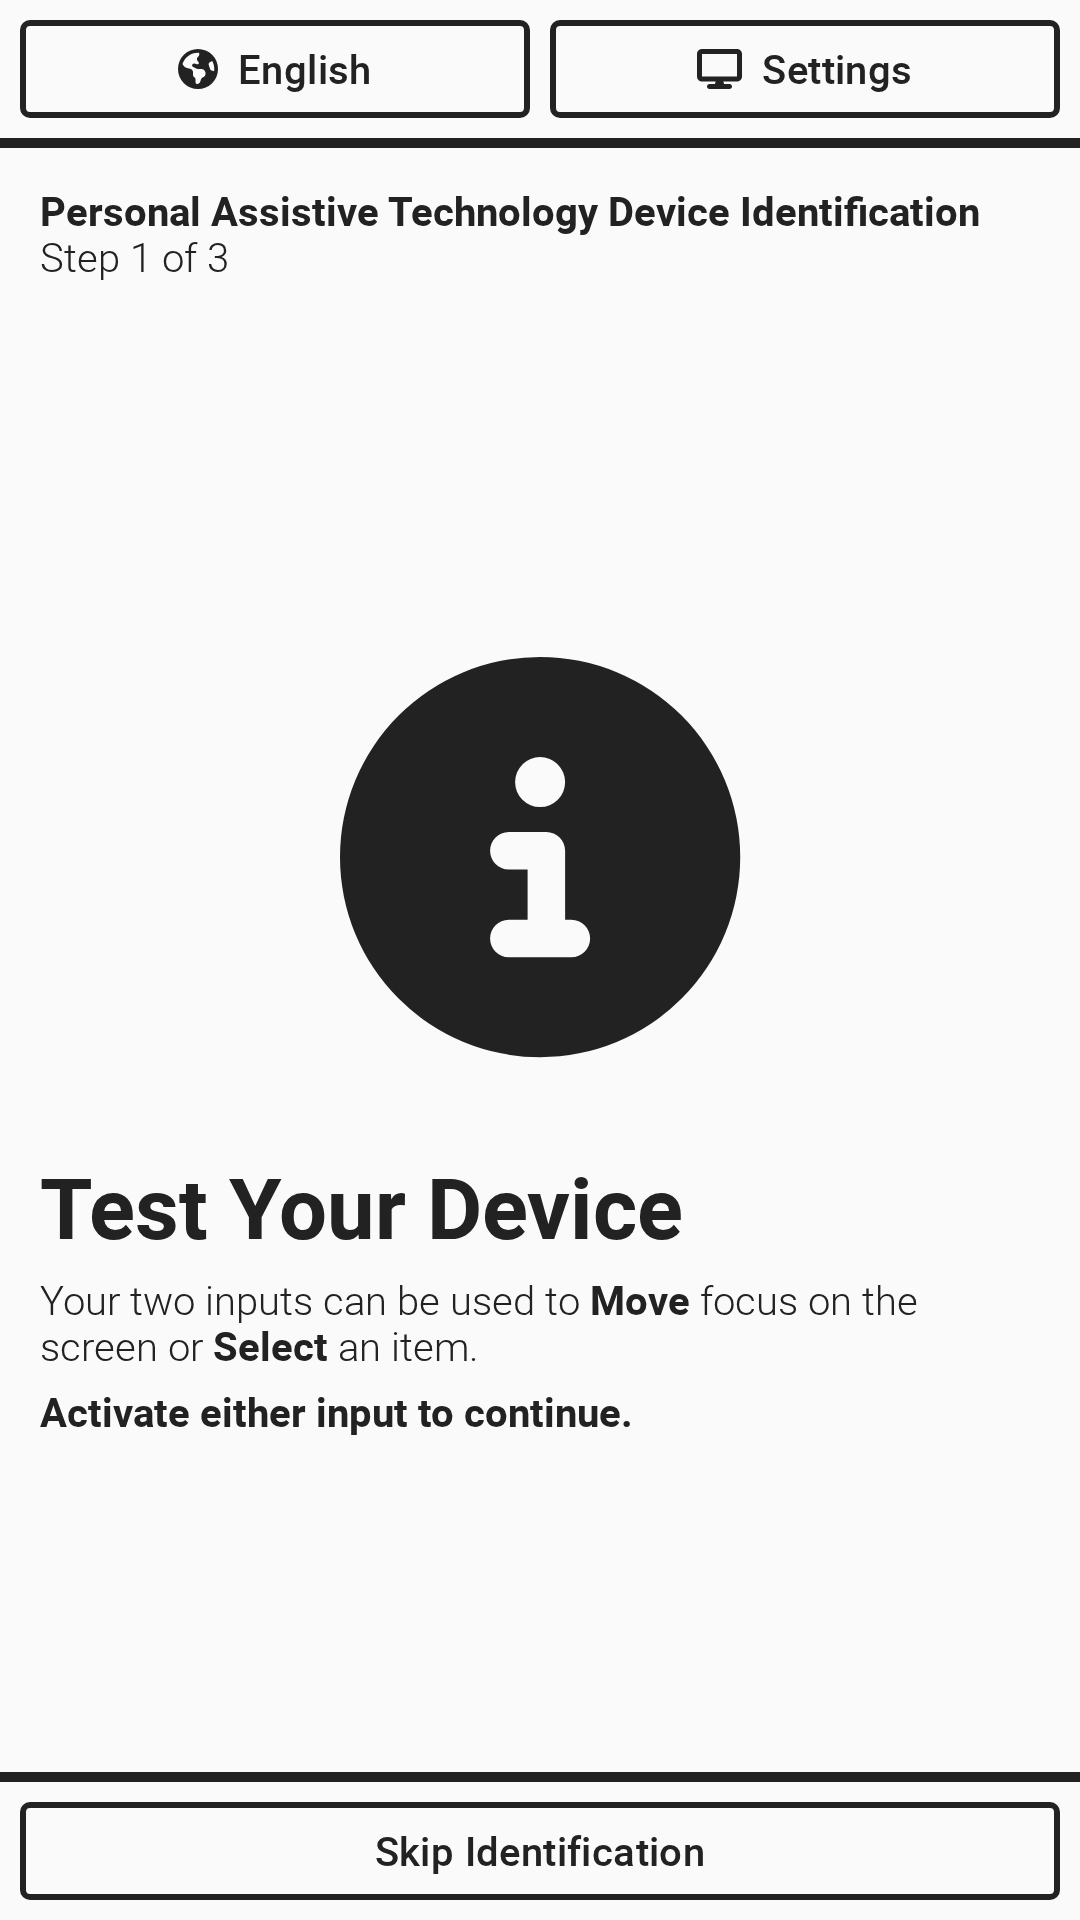 English
Settings
Personal Assistive Technology Device Identification
Step 1 of 3
Test Your Device
Your two inputs can be used to Move focus on the
screen or Select an item.
Activate either input to continue.
Skip Identification